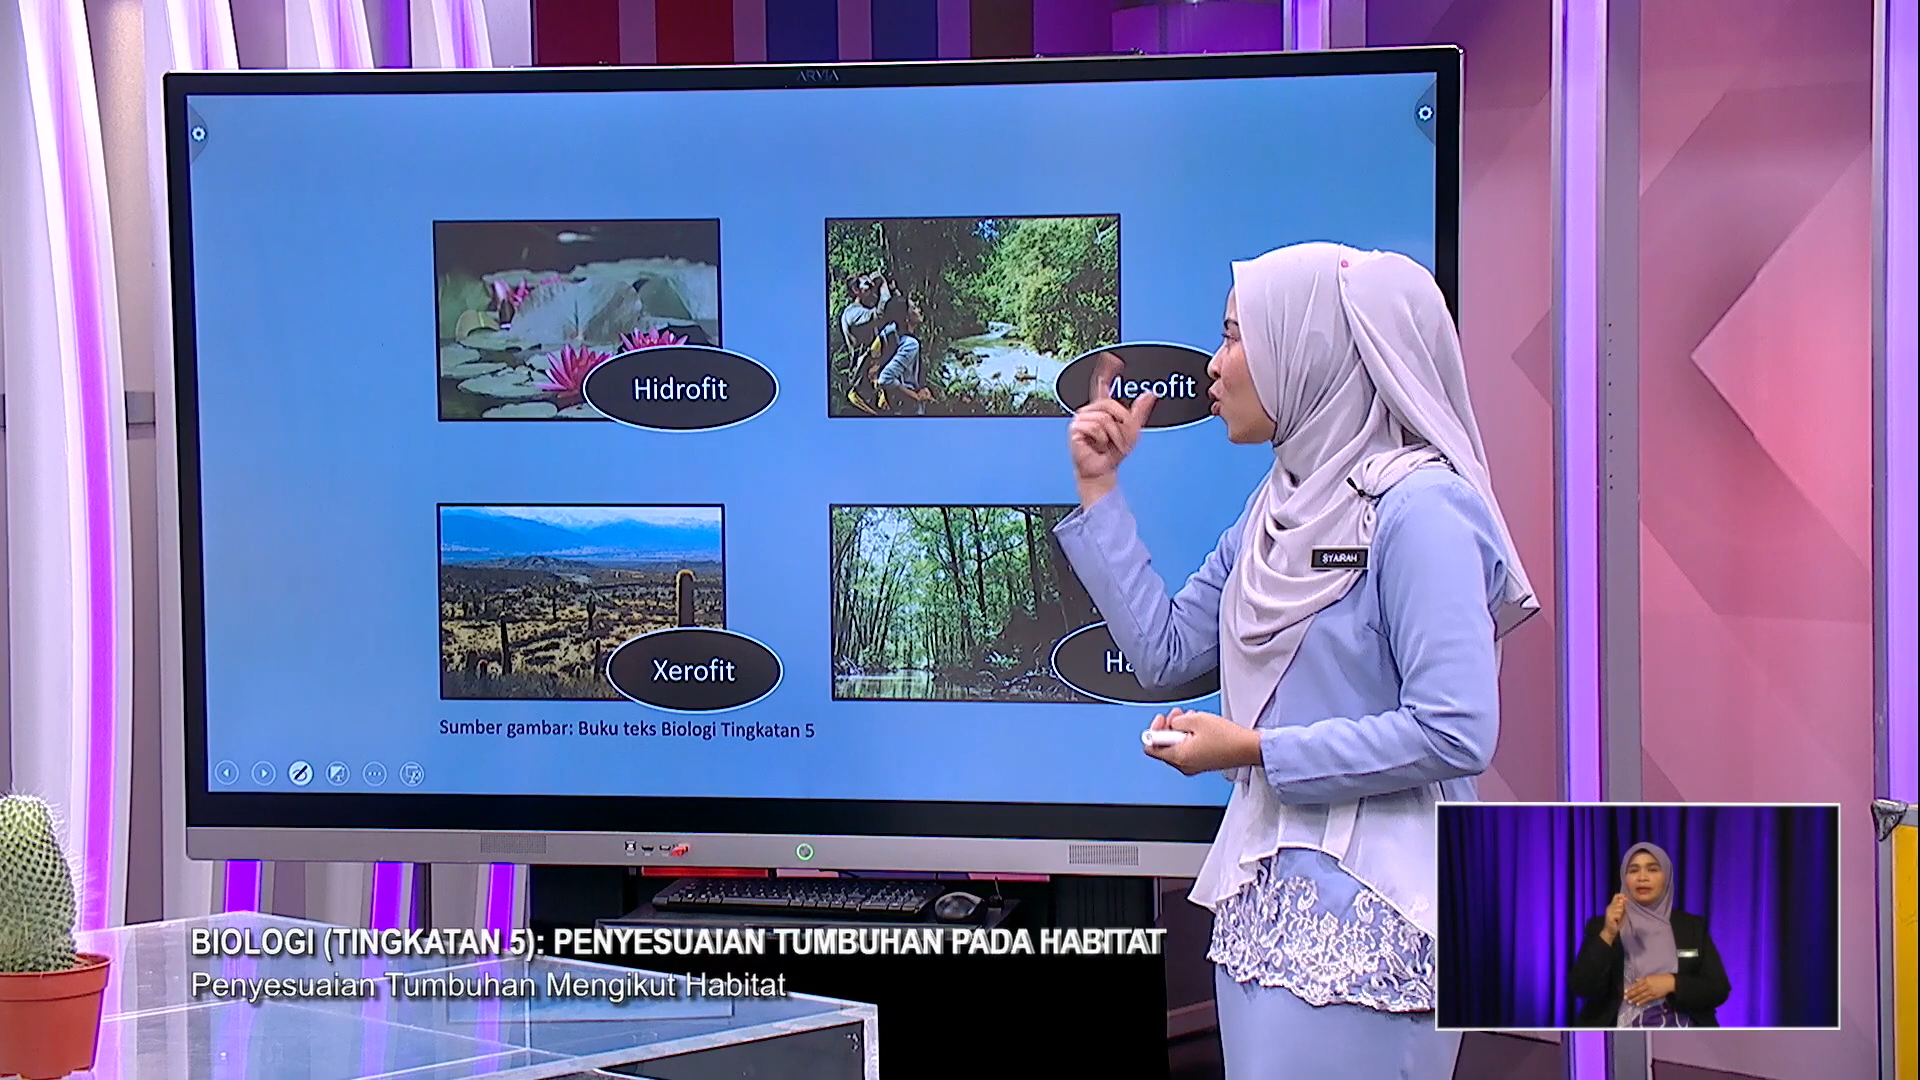 ARVIA
Hidrofit
Mesofit
Xerofit
Sumber gambar: Buku teks Biologi Tingkatan 5
SYAIRAH
BIOLOGI (TINGKATAN 5): PENYESUAIAN TUMBUHAN PADA HABITAT
Penyesuaian Tumbuhan Mengikut Habitat